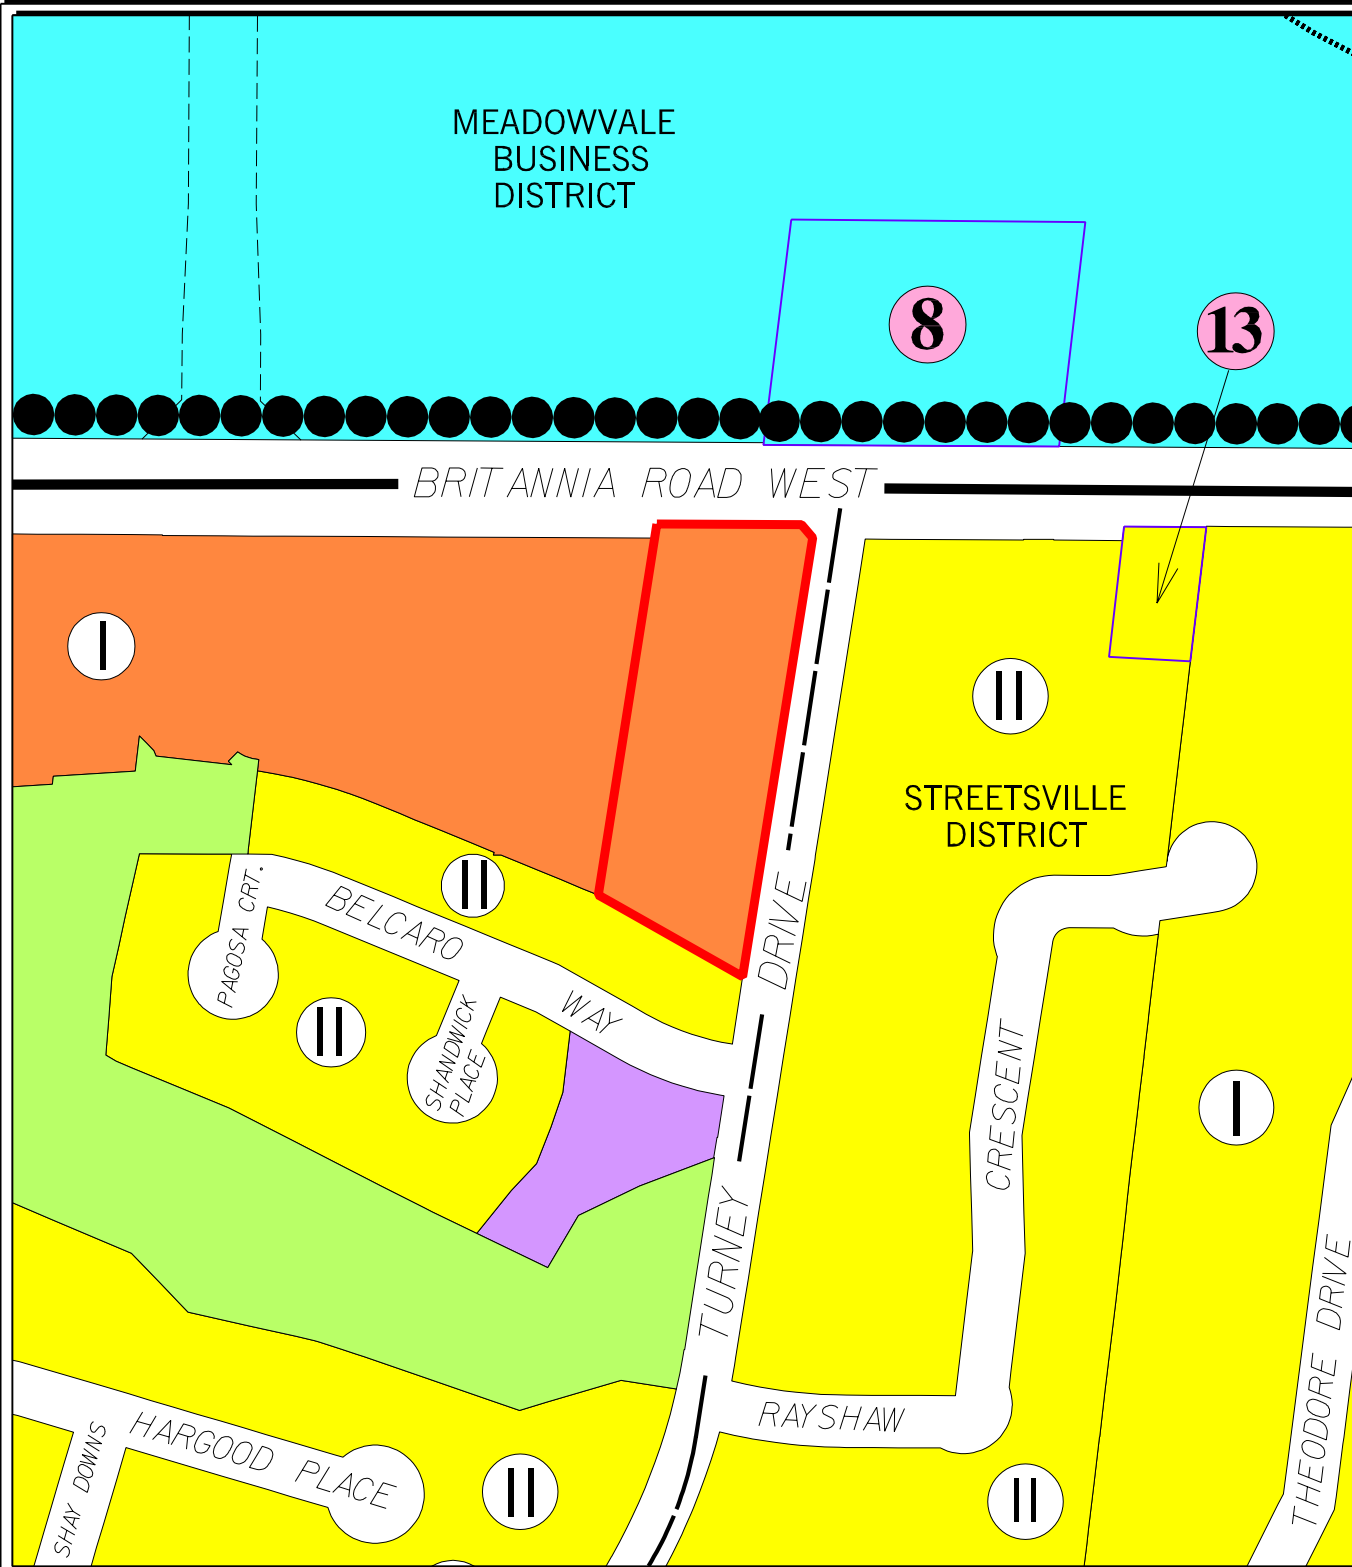 MEADOWVALE
BUSINESS
DISTRICT
8
13
BRITANNIA ROAD WEST
I
II
STREETSVILLE
DISTRICT
II
BELCARO
WAY
PAGOSA CRT.
DRIVE
II
SHANDWICK
PLACE
CRESCENT
I
TURNEY
THEODORE DRIVE
RAYSHAW
HARGOOD PLACE
SHAY DOWNS
II
II